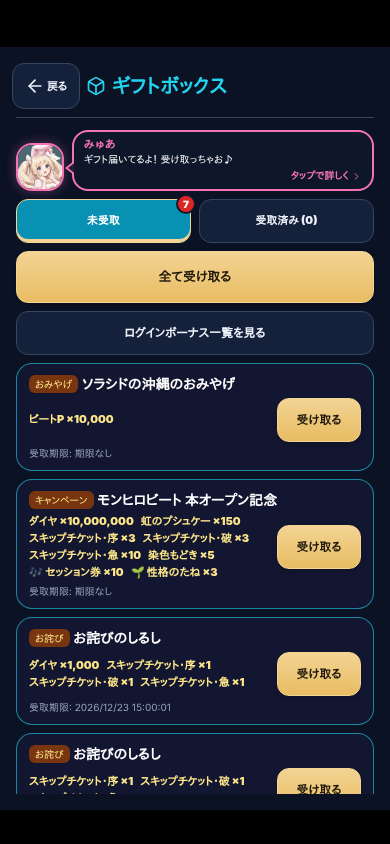 戻る
ギフトボックス
みゅあ
ギフト届いてるよ! 受け取っちゃお♪
タップで詳しく
未受取
7
受取済み (0)
全て受け取る
ログインボーナス一覧を見る
おみやげ ソラシドの沖縄のおみやげ
ビートP ×10,000
受け取る
受取期限: 期限なし
キャンペーン モンヒロビート 本オープン記念
ダイヤ ×10,000,000 虹のブシュケー ×150
スキップチケット・序 ×3 スキップチケット・破 ×3
スキップチケット・急 ×10 染色もどき ×5
🎶 セッション券 ×10 🌱 性格のたね ×3
受け取る
受取期限: 期限なし
お詫び お詫びのしるし
ダイヤ ×1,000 スキップチケット・序 ×1
スキップチケット・破 ×1 スキップチケット・急 ×1
受け取る
受取期限: 2026/12/23 15:00:01
お詫び お詫びのしるし
スキップチケット・序 ×1 スキップチケット・破 ×1
受け取る